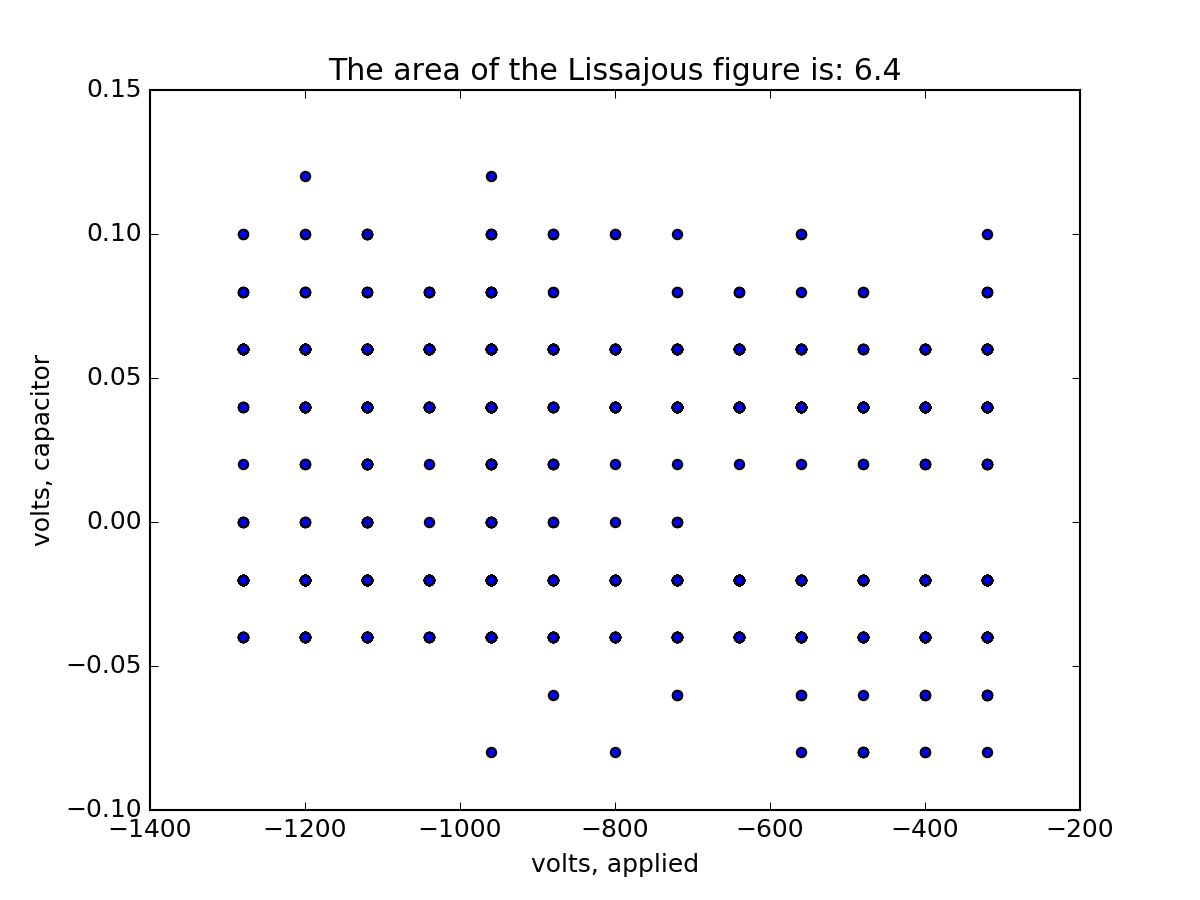 The area of the Lissajous figure is: 6.4
0.15
0.10
0.05
0.00
−0.05
−0.10
volts, capacitor
−1400 −1200 −1000 −800 −600 −400 −200
volts, applied